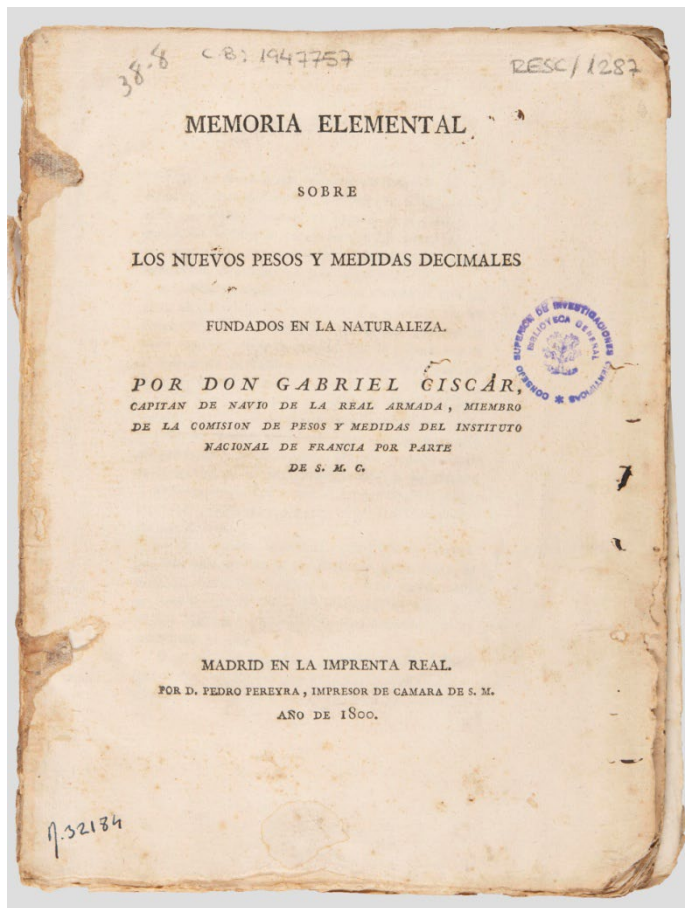 38-8
C.B: 1947757
RESC/1287
MEMORIA ELEMENTAL
SOBRE
LOS NUEVOS PESOS Y MEDIDAS DECIMALES
FUNDADOS EN LA NATURALEZA.
CONSEJO SUPERIOR DE INVESTIGACIONES CIENTIFICAS
BIBLIOTECA GENERAL
POR DON GABRIEL CISCÁR,
CAPITAN DE NAVIO DE LA REAL ARMADA, MIEMBRO
DE LA COMISION DE PESOS Y MEDIDAS DEL INSTITUTO
NACIONAL DE FRANCIA POR PARTE
DE S. M. C.
MADRID EN LA IMPRENTA REAL.
POR D. PEDRO PEREYRA, IMPRESOR DE CAMARA DE S. M.
AÑO DE 1800.
32184